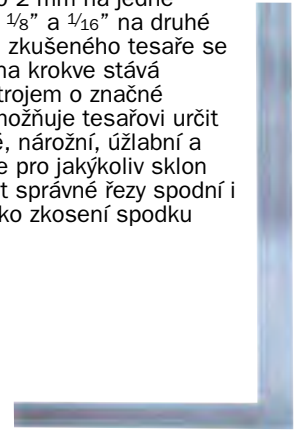 2 mm na jedné
⅛” a ¹⁄₁₆” na druhé
zkušeného tesaře se
na krokve stává
trojem o značné
možňuje tesařovi určit
, nárožní, úžlabní a
e pro jakýkoliv sklon
t správné řezy spodní i
ko zkosení spodku